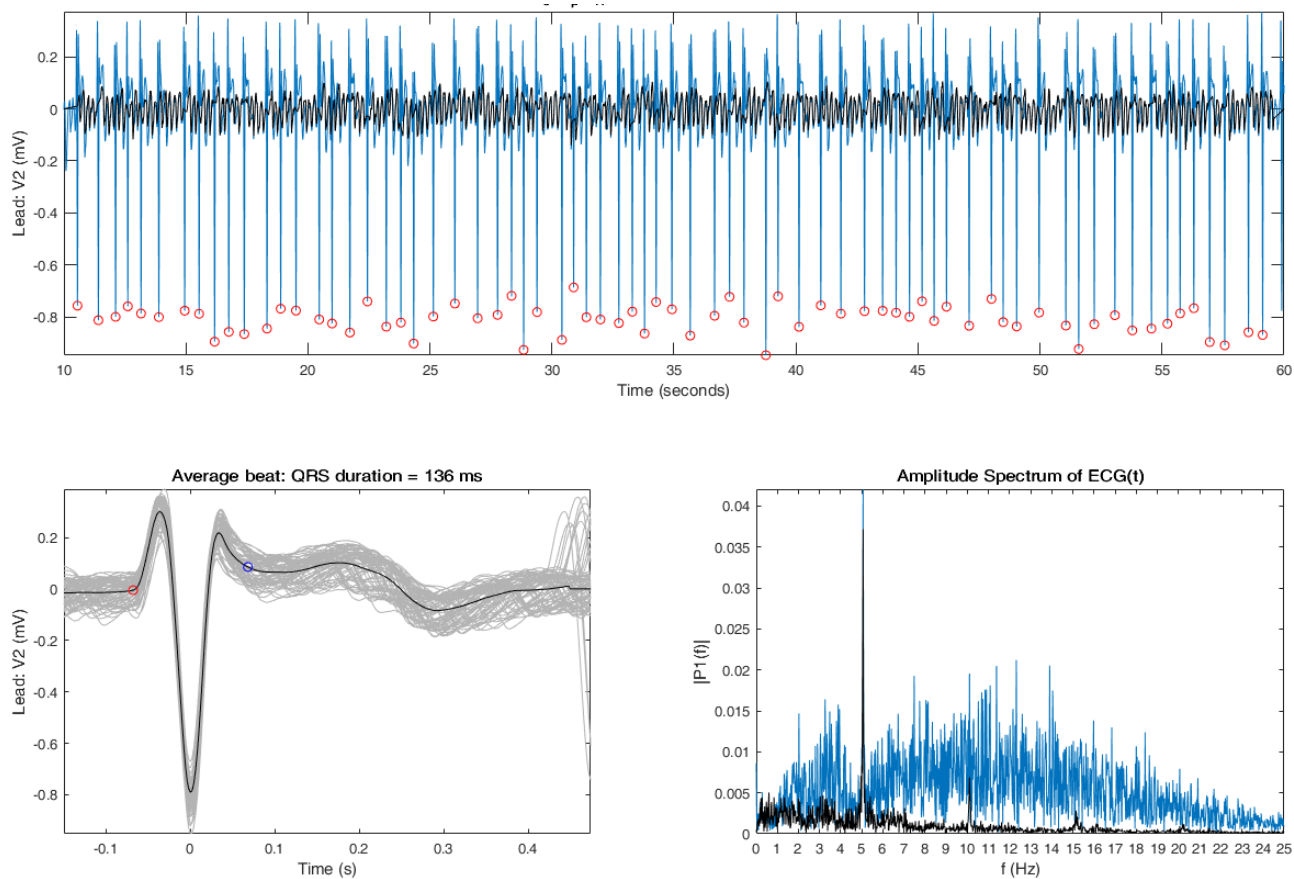 0.2
0
-0.2
-0.4
-0.6
-0.8
Lead: V2 (mV)
10 15 20 25 30 35 40 45 50 55 60
Time (seconds)
Average beat: QRS duration = 136 ms
0.2
0
-0.2
-0.4
-0.6
-0.8
Lead: V2 (mV)
-0.1 0 0.1 0.2 0.3 0.4
Time (s)
Amplitude Spectrum of ECG(t)
0.04
0.035
0.03
0.025
0.02
0.015
0.01
0.005
0
|P1(f)|
0 1 2 3 4 5 6 7 8 9 10 11 12 13 14 15 16 17 18 19 20 21 22 23 24 25
f (Hz)